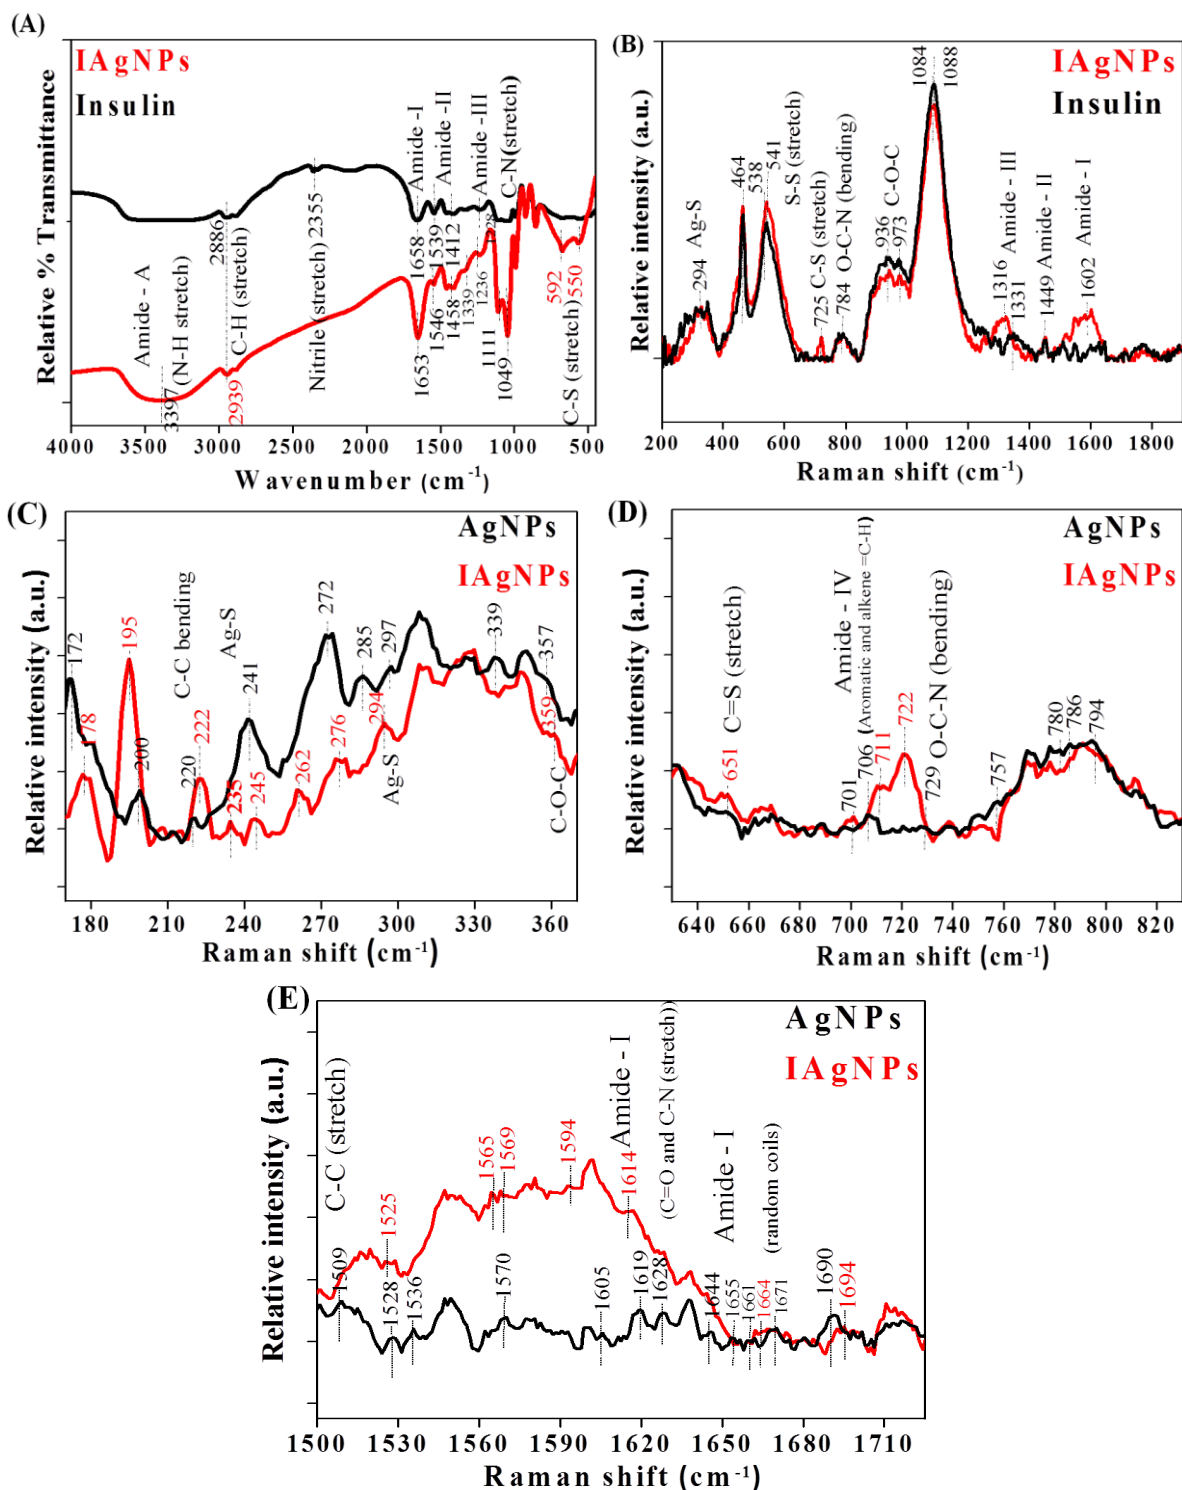 (A)
IAgNPs
Insulin
Relative % Transmittance
Amide - A
3397 (N-H stretch)
2886
2939
C-H (stretch)
Nitrile (stretch) 2355
Amide -I
1658
1653
Amide -II
1539
1546
1412
1458
1339
Amide -III
1236
1128
1111
C-N(stretch)
1049
592
C-S (stretch) 550
4000 3500 3000 2500 2000 1500 1000 500
Wavenumber (cm-1)
(B)
IAgNPs
Insulin
Relative intensity (a.u.)
294 Ag-S
464
538
541
S-S (stretch)
725 C-S (stretch)
784 O-C-N (bending)
936
973
C-O-C
1084
1088
1316
1331
Amide - III
1449 Amide - II
1602
Amide - I
200 400 600 800 1000 1200 1400 1600 1800
Raman shift (cm-1)
(C)
AgNPs
IAgNPs
Relative intensity (a.u.)
172
178
195
200
C-C bending
220
222
Ag-S
235
241
245
262
272
276
285
294
297
Ag-S
339
357
359
C-O-C
180 210 240 270 300 330 360
Raman shift (cm-1)
(D)
AgNPs
IAgNPs
Relative intensity (a.u.)
651 C=S (stretch)
701
Amide - IV
706 (Aromatic and alkene =C-H)
711
722
729 O-C-N (bending)
757
780
786
794
640 660 680 700 720 740 760 780 800 820
Raman shift (cm-1)
(E)
AgNPs
IAgNPs
Relative intensity (a.u.)
C-C (stretch)
1509
1525
1528
1536
1565
1569
1570
1594
1605
1614
Amide - I
1619
1628
(C=O and C-N (stretch))
1644
Amide - I
1655
1661
1664
1671
(random coils)
1690
1694
1500 1530 1560 1590 1620 1650 1680 1710
Raman shift (cm-1)